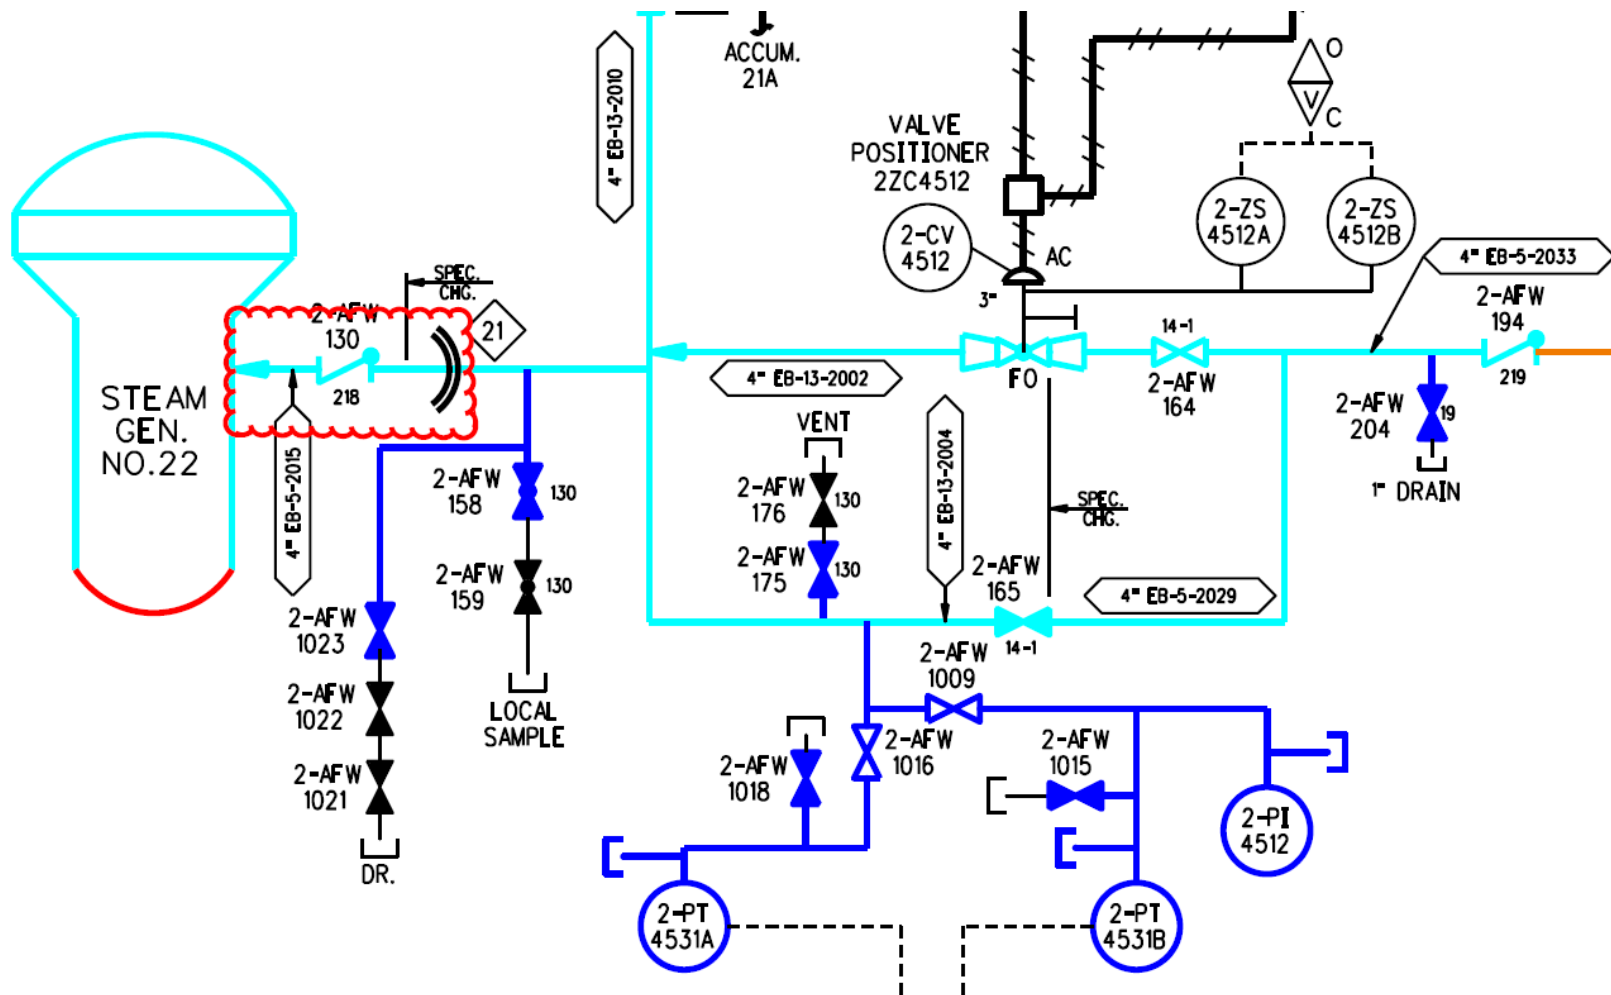 ACCUM.
21A
4" EB-13-2010
O
V
C
VALVE
POSITIONER
2ZC4512
2-CV
4512
AC
3"
2-ZS
4512A
2-ZS
4512B
4" EB-5-2033
SPEC.
CHG.
2-AFW
130
21
218
2-AFW
194
219
14-1
2-AFW
164
FO
4" EB-13-2002
STEAM
GEN.
NO.22
4" EB-5-2015
2-AFW
204
19
1" DRAIN
VENT
2-AFW
158
130
2-AFW
176
130
4" EB-13-2004
SPEC.
CHG.
2-AFW
159
130
2-AFW
175
130
2-AFW
165
4" EB-5-2029
14-1
2-AFW
1023
2-AFW
1022
2-AFW
1021
DR.
LOCAL
SAMPLE
2-AFW
1009
2-AFW
1018
2-AFW
1016
2-AFW
1015
2-PI
4512
2-PT
4531A
2-PT
4531B